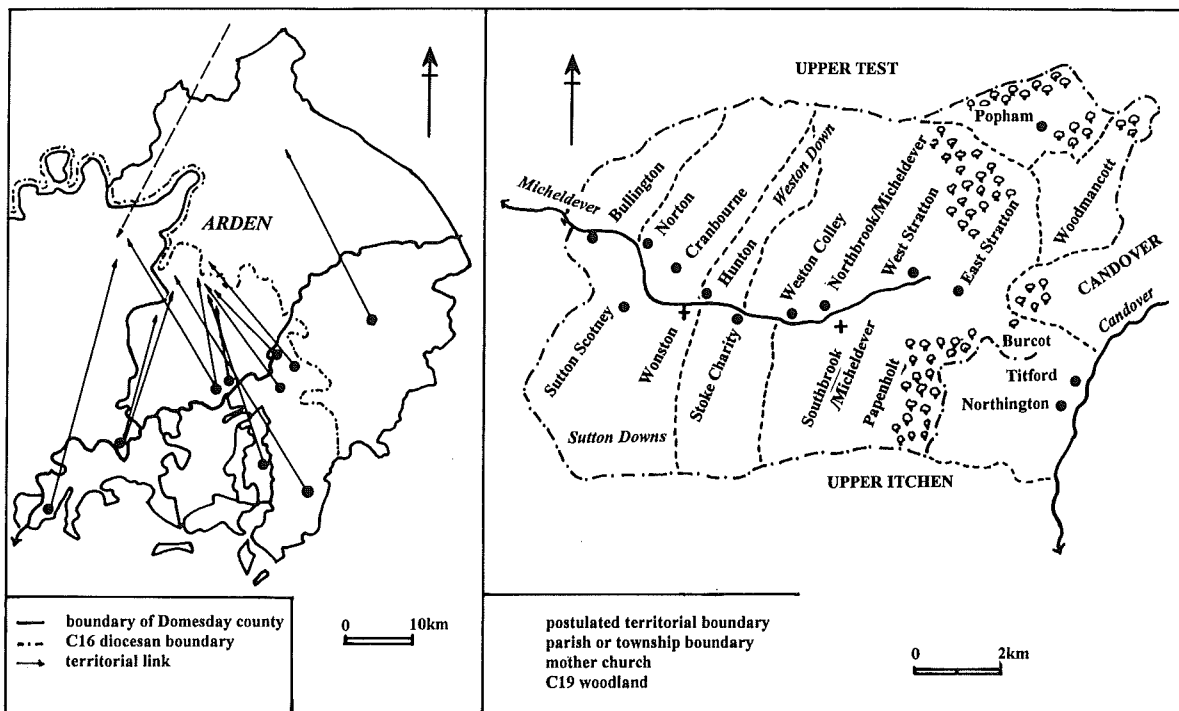 ARDEN
boundary of Domesday county
C16 diocesan boundary
territorial link
0 10km
UPPER TEST
Popham
Micheldever
Bullington
Norton
Cranbourne
Hunton
Weston Down
Weston Colley
Northbrook/Micheldever
West Stratton
East Stratton
Woodmancott
CANDOVER
Candover
Sutton Scotney
Wonston
Stoke Charity
Southbrook
/Micheldever
Papenholt
Burcot
Titford
Northington
Sutton Downs
UPPER ITCHEN
postulated territorial boundary
parish or township boundary
mother church
C19 woodland
0 2km